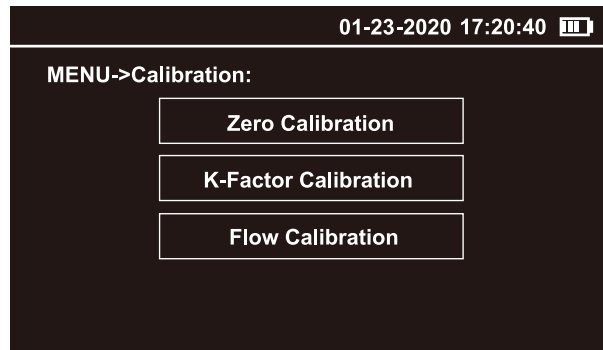 01-23-2020 17:20:40
MENU->Calibration:
Zero Calibration
K-Factor Calibration
Flow Calibration